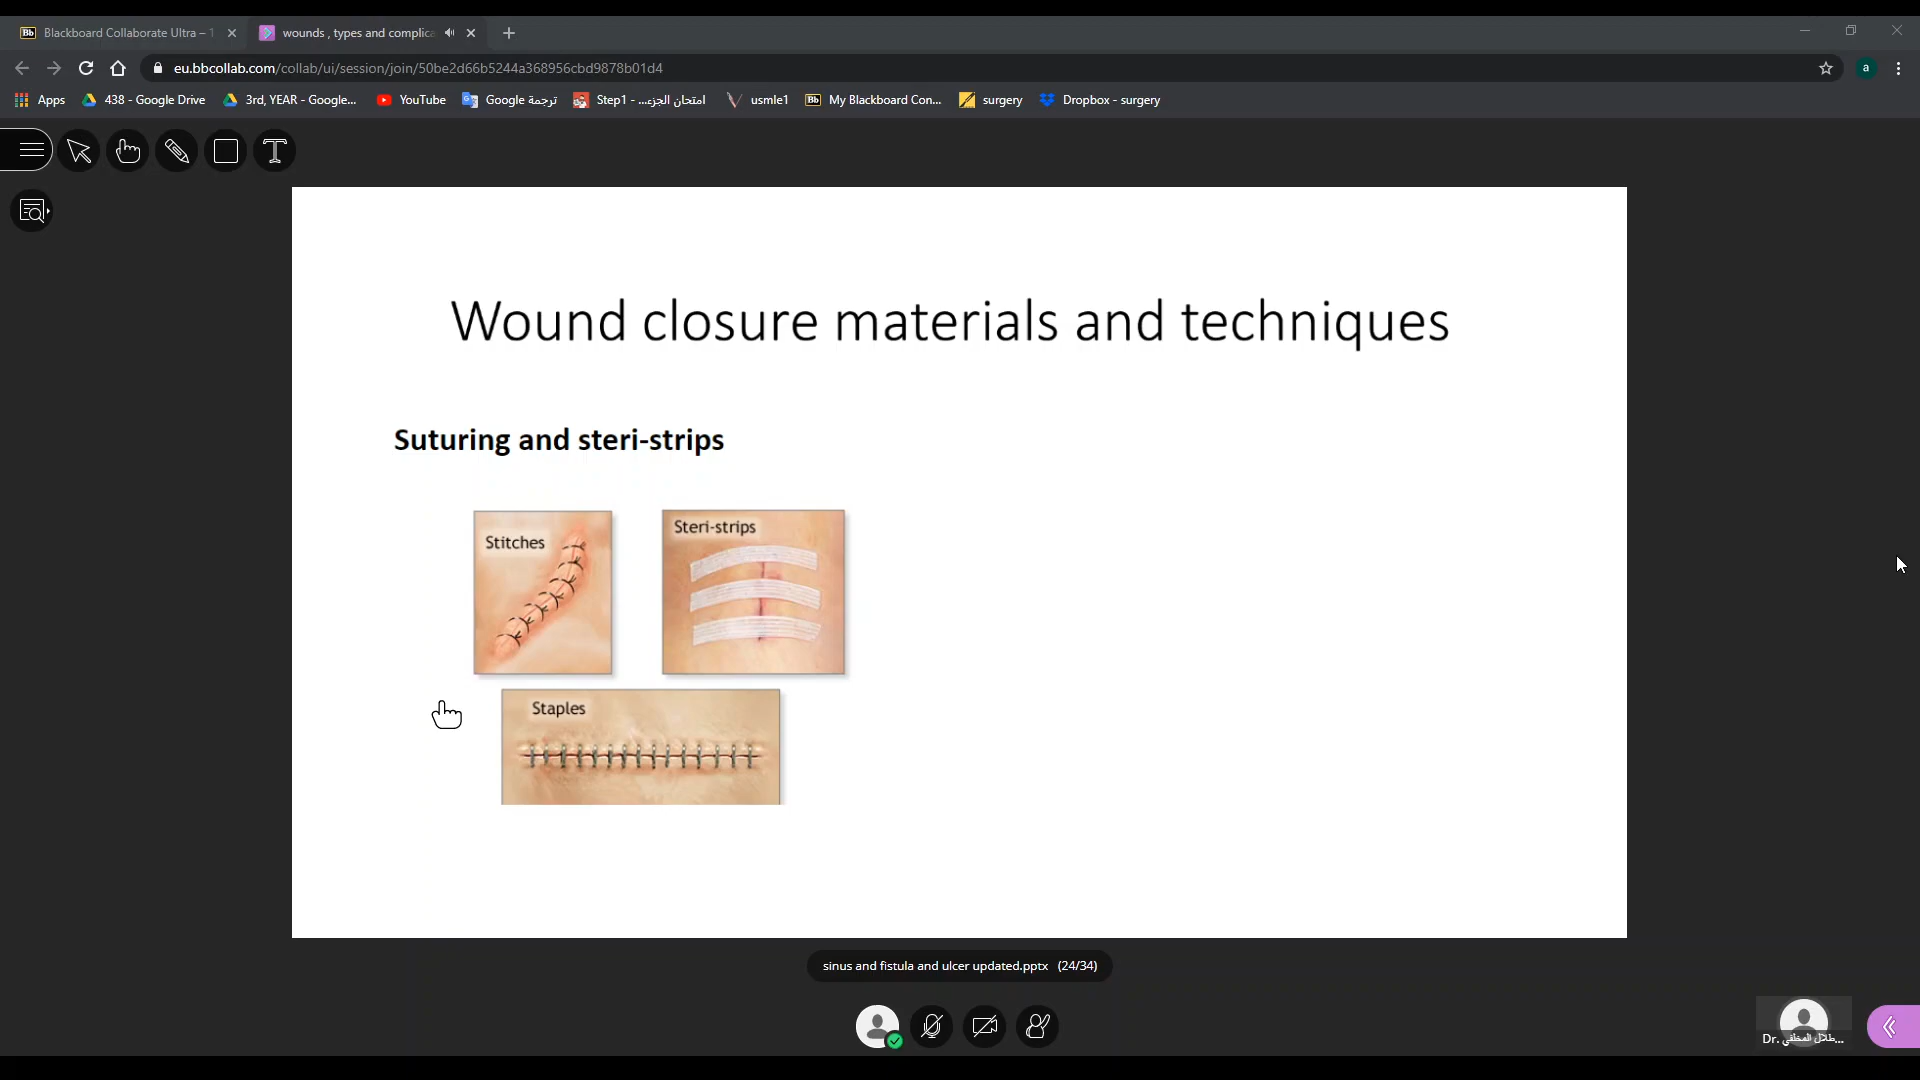 Blackboard Collaborate Ultra – 1
wounds , types and complica
eu.bbcollab.com/collab/ui/session/join/50be2d66b5244a368956cbd9878b01d4
a
Apps
438 - Google Drive
3rd, YEAR - Google...
YouTube
ترجمة Google
Step1 - ...امتحان الجزء
usmle1
My Blackboard Con...
surgery
Dropbox - surgery
Wound closure materials and techniques
Suturing and steri-strips
Stitches
Steri-strips
Staples
sinus and fistula and ulcer updated.pptx (24/34)
Dr. طلال المخلفي...